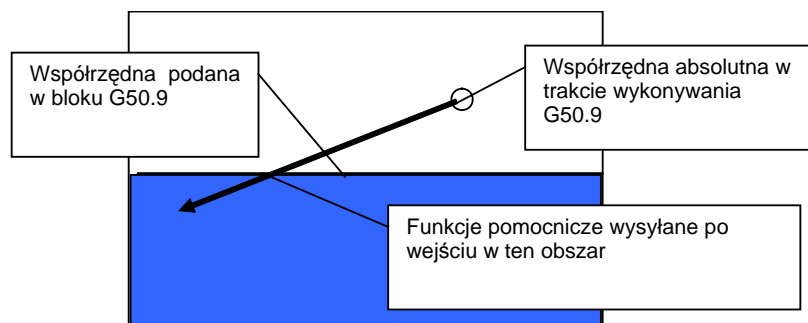 Współrzędna podana
w bloku G50.9
Współrzędna absolutna w
trakcie wykonywania
G50.9
Funkcje pomocnicze wysyłane po
wejściu w ten obszar